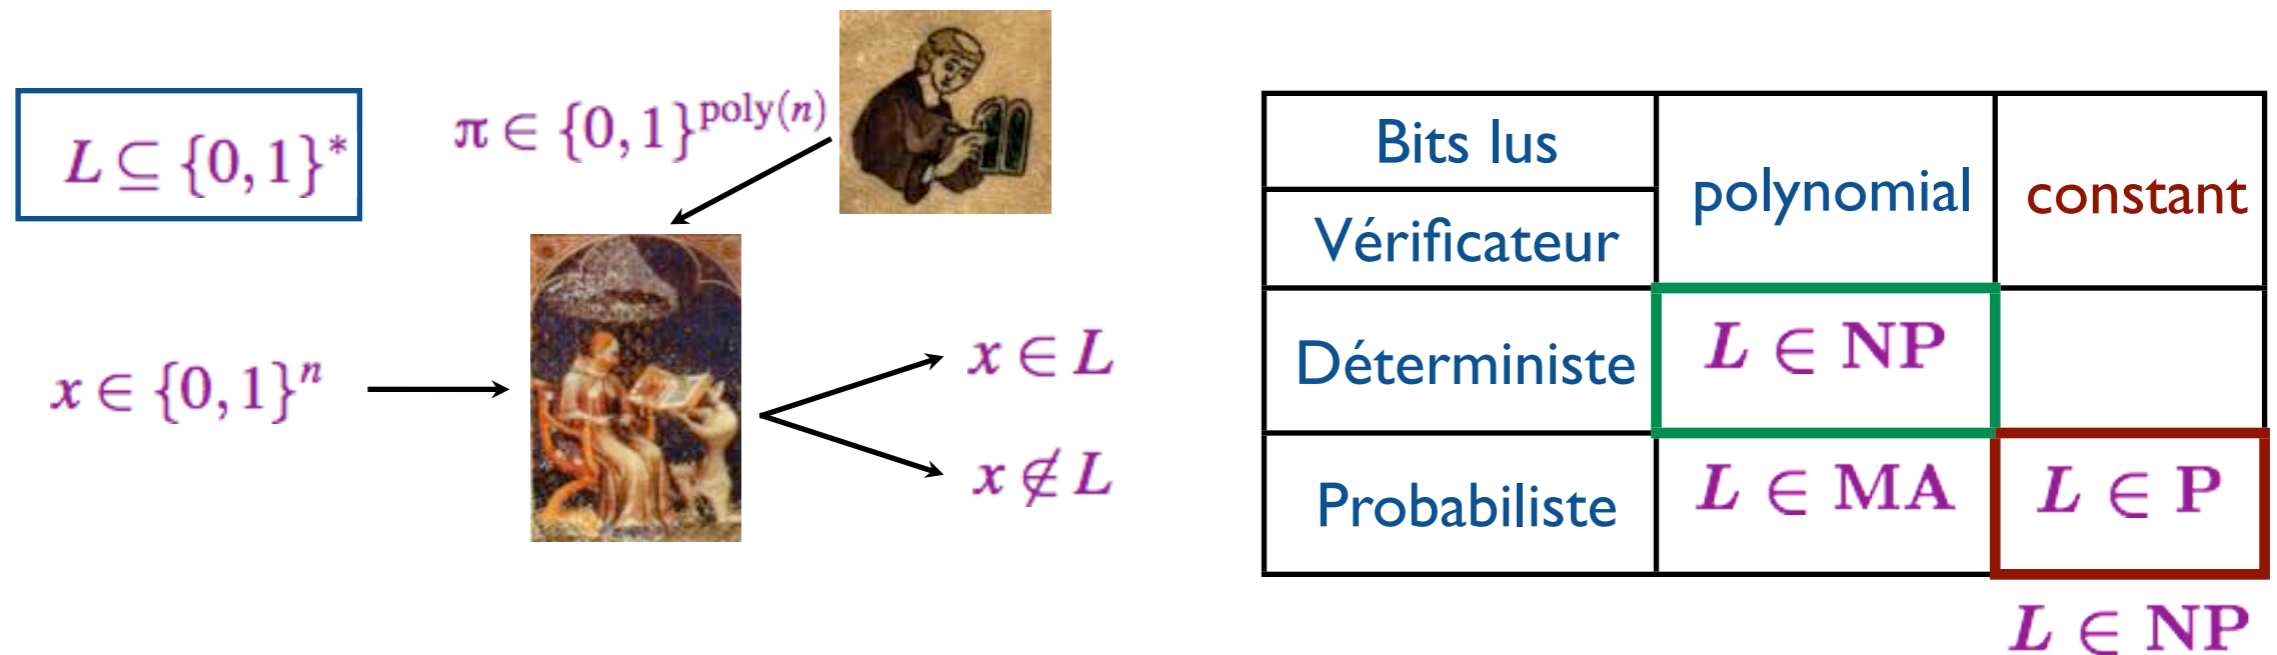 L ⊆ {0, 1}*
π ∈ {0, 1}^poly(n)
x ∈ {0, 1}^n
x ∈ L
x ∉ L
Bits lus
Vérificateur
polynomial
constant
Déterministe
L ∈ NP
Probabiliste
L ∈ MA
L ∈ P
L ∈ NP